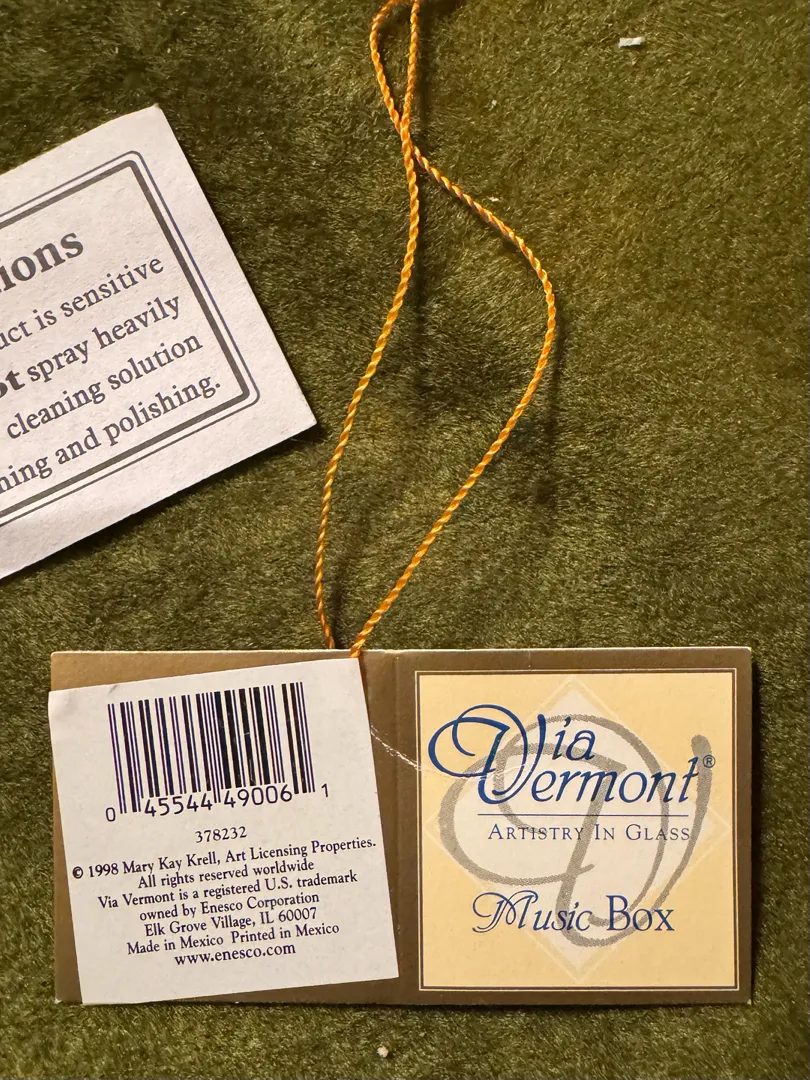 ions
uct is sensitive
ot spray heavily
cleaning solution
ning and polishing.
0 45544 49006 1
378232
© 1998 Mary Kay Krell, Art Licensing Properties.
All rights reserved worldwide
Via Vermont is a registered U.S. trademark
owned by Enesco Corporation
Elk Grove Village, IL 60007
Made in Mexico Printed in Mexico
www.enesco.com
Via
Vermont®
Artistry In Glass
Music Box